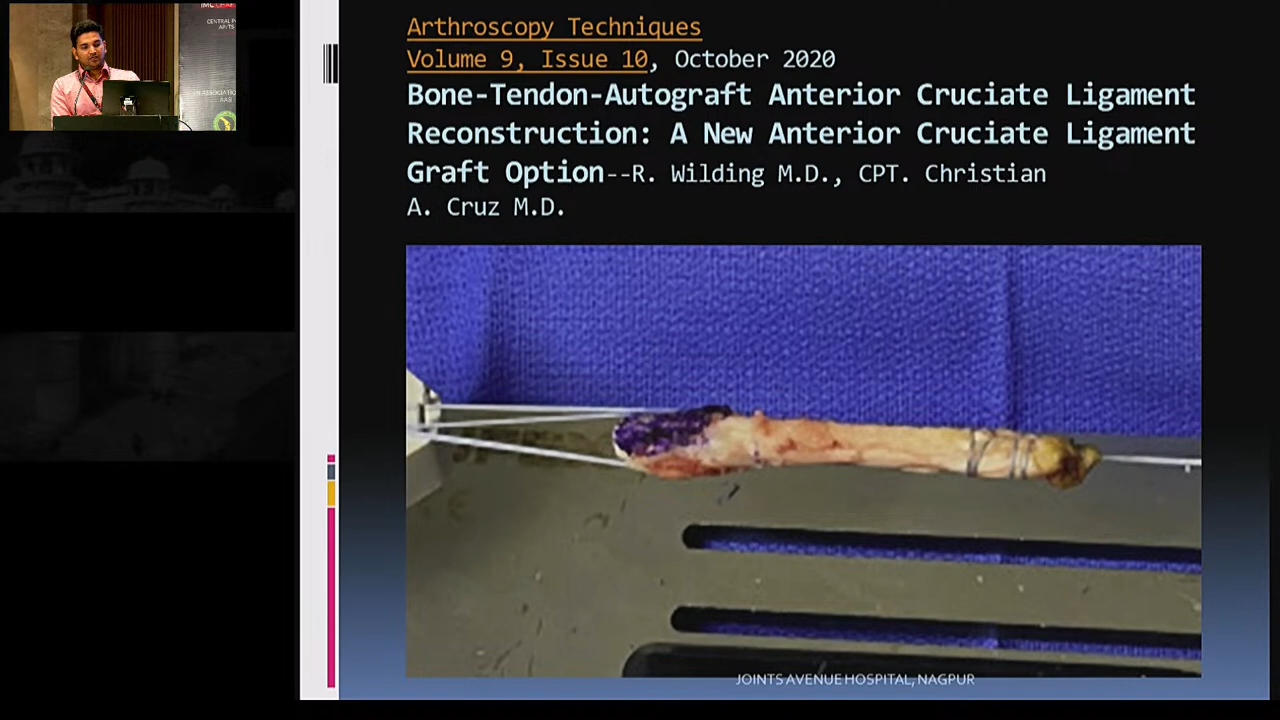 Arthroscopy Techniques
Volume 9, Issue 10, October 2020
Bone-Tendon-Autograft Anterior Cruciate Ligament
Reconstruction: A New Anterior Cruciate Ligament
Graft Option--R. Wilding M.D., CPT. Christian
A. Cruz M.D.
JOINTS AVENUE HOSPITAL, NAGPUR